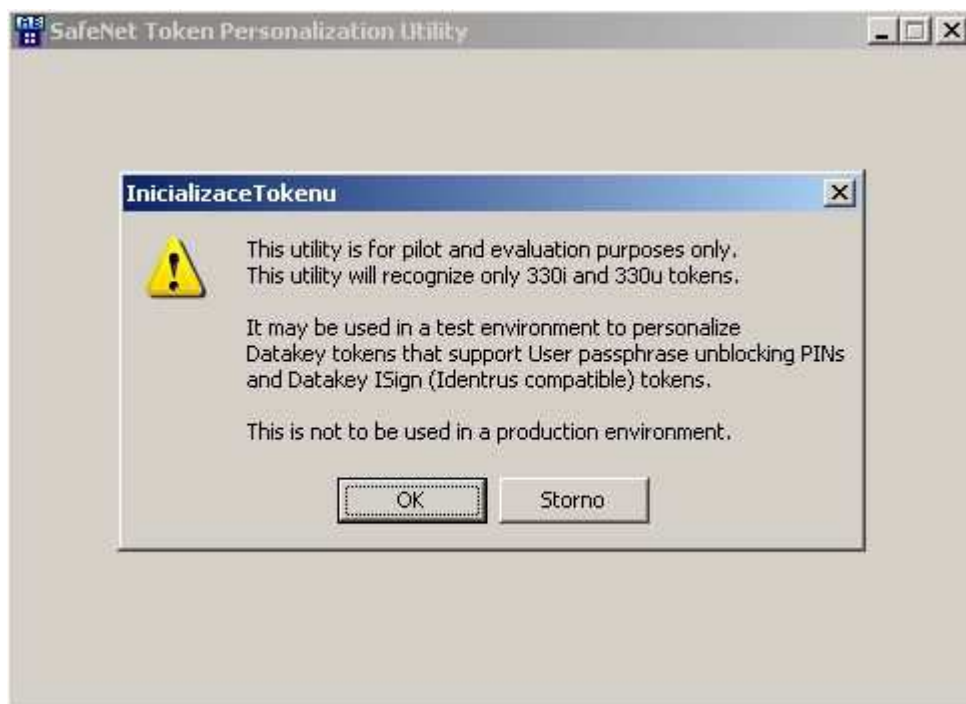 SafeNet Token Personalization Utility
InicializaceTokenu
This utility is for pilot and evaluation purposes only.
This utility will recognize only 330i and 330u tokens.
It may be used in a test environment to personalize
Datakey tokens that support User passphrase unblocking PINs
and Datakey ISign (Identrus compatible) tokens.
This is not to be used in a production environment.
OK Storno